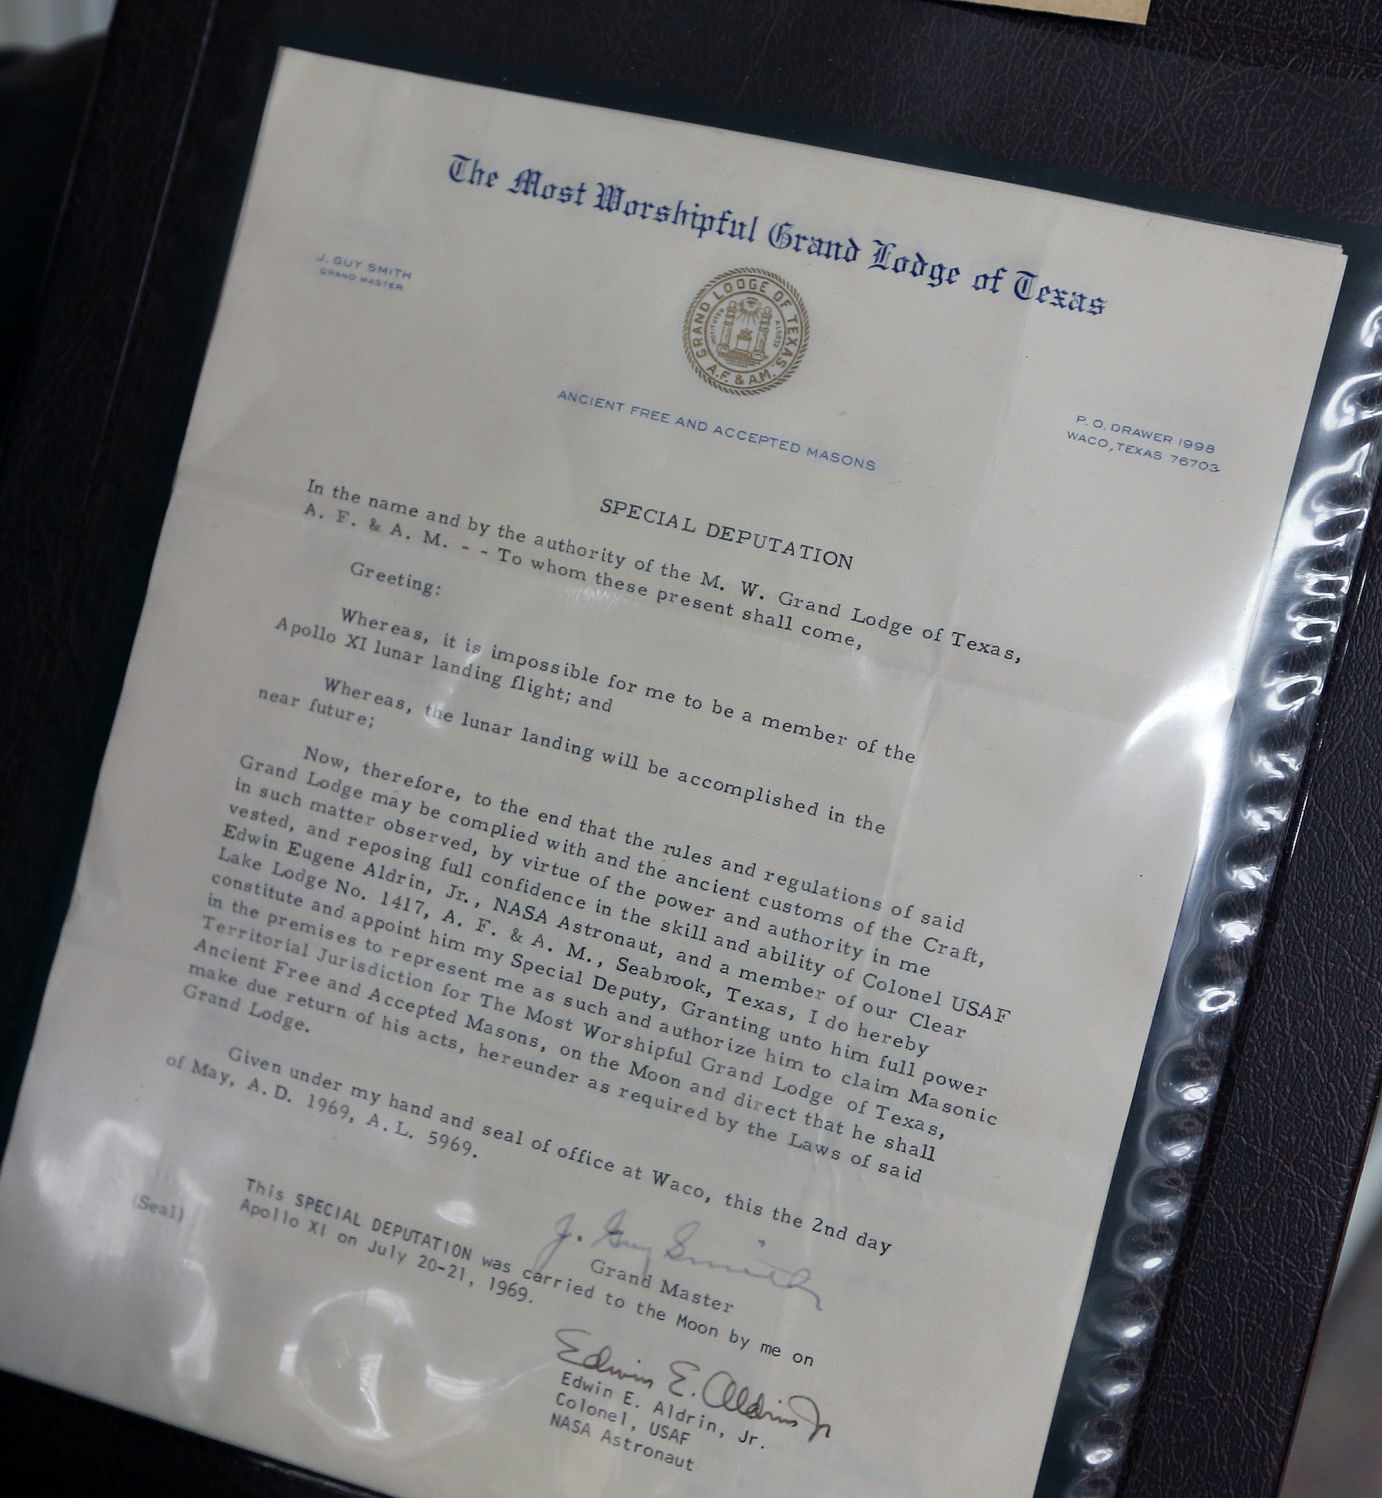 The Most Worshipful Grand Lodge of Texas
J. GUY SMITH
GRAND MASTER
GRAND LODGE OF TEXAS
A.F. & A.M.
ANCIENT FREE AND ACCEPTED MASONS
P. O. DRAWER 1998
WACO, TEXAS 76703
SPECIAL DEPUTATION
In the name and by the authority of the M. W. Grand Lodge of Texas,
A. F. & A. M. - - To whom these present shall come,
Greeting:
Whereas, it is impossible for me to be a member of the
Apollo XI lunar landing flight; and
Whereas, the lunar landing will be accomplished in the
near future;
Now, therefore, to the end that the rules and regulations of said
Grand Lodge may be complied with and the ancient customs of the Craft,
in such matter observed, by virtue of the power and authority in me
vested, and reposing full confidence in the skill and ability of Colonel USAF
Edwin Eugene Aldrin, Jr., NASA Astronaut, and a member of our Clear
Lake Lodge No. 1417, A. F. & A. M., Seabrook, Texas, I do hereby
constitute and appoint him my Special Deputy, Granting unto him full power
in the premises to represent me as such and authorize him to claim Masonic
Territorial Jurisdiction for The Most Worshipful Grand Lodge of Texas,
Ancient Free and Accepted Masons, on the Moon and direct that he shall
make due return of his acts, hereunder as required by the Laws of said
Grand Lodge.
Given under my hand and seal of office at Waco, this the 2nd day
of May, A. D. 1969, A. L. 5969.
J. Guy Smith
Grand Master
(Seal)
This SPECIAL DEPUTATION was carried to the Moon by me on
Apollo XI on July 20-21, 1969.
Edwin E. Aldrin Jr
Edwin E. Aldrin, Jr.
Colonel, USAF
NASA Astronaut